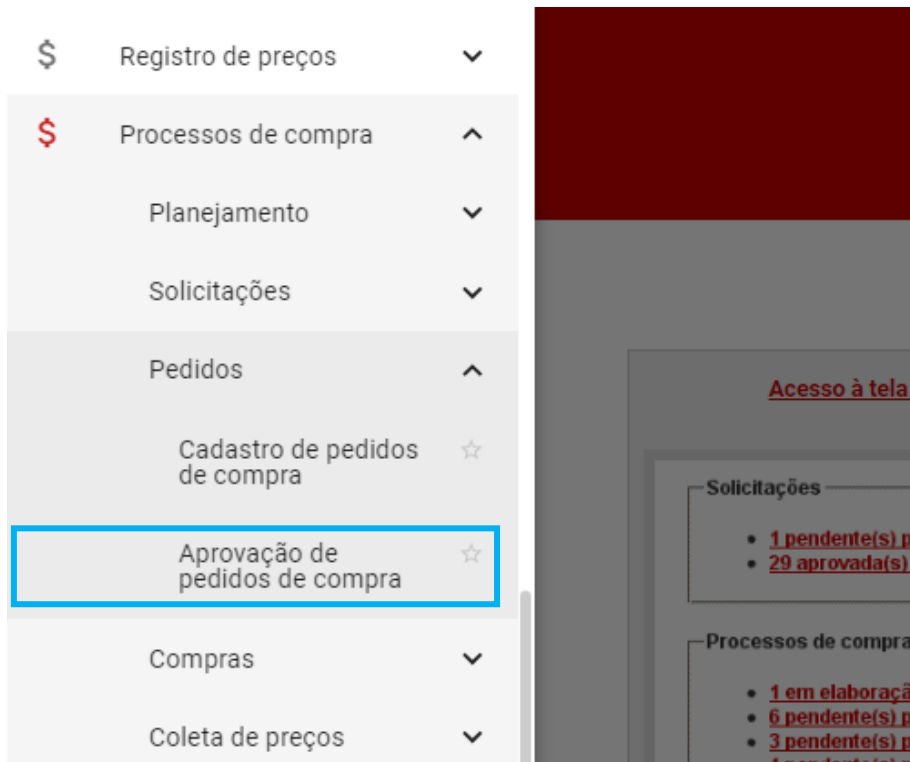 Registro de preços
Processos de compra
Planejamento
Solicitações
Pedidos
Cadastro de pedidos
de compra
Aprovação de
pedidos de compra
Compras
Coleta de preços
Acesso à tela
Solicitações
1 pendente(s)
29 aprovada(s)
Processos de compra
1 em
6 pendente(s)
3 pendente(s)